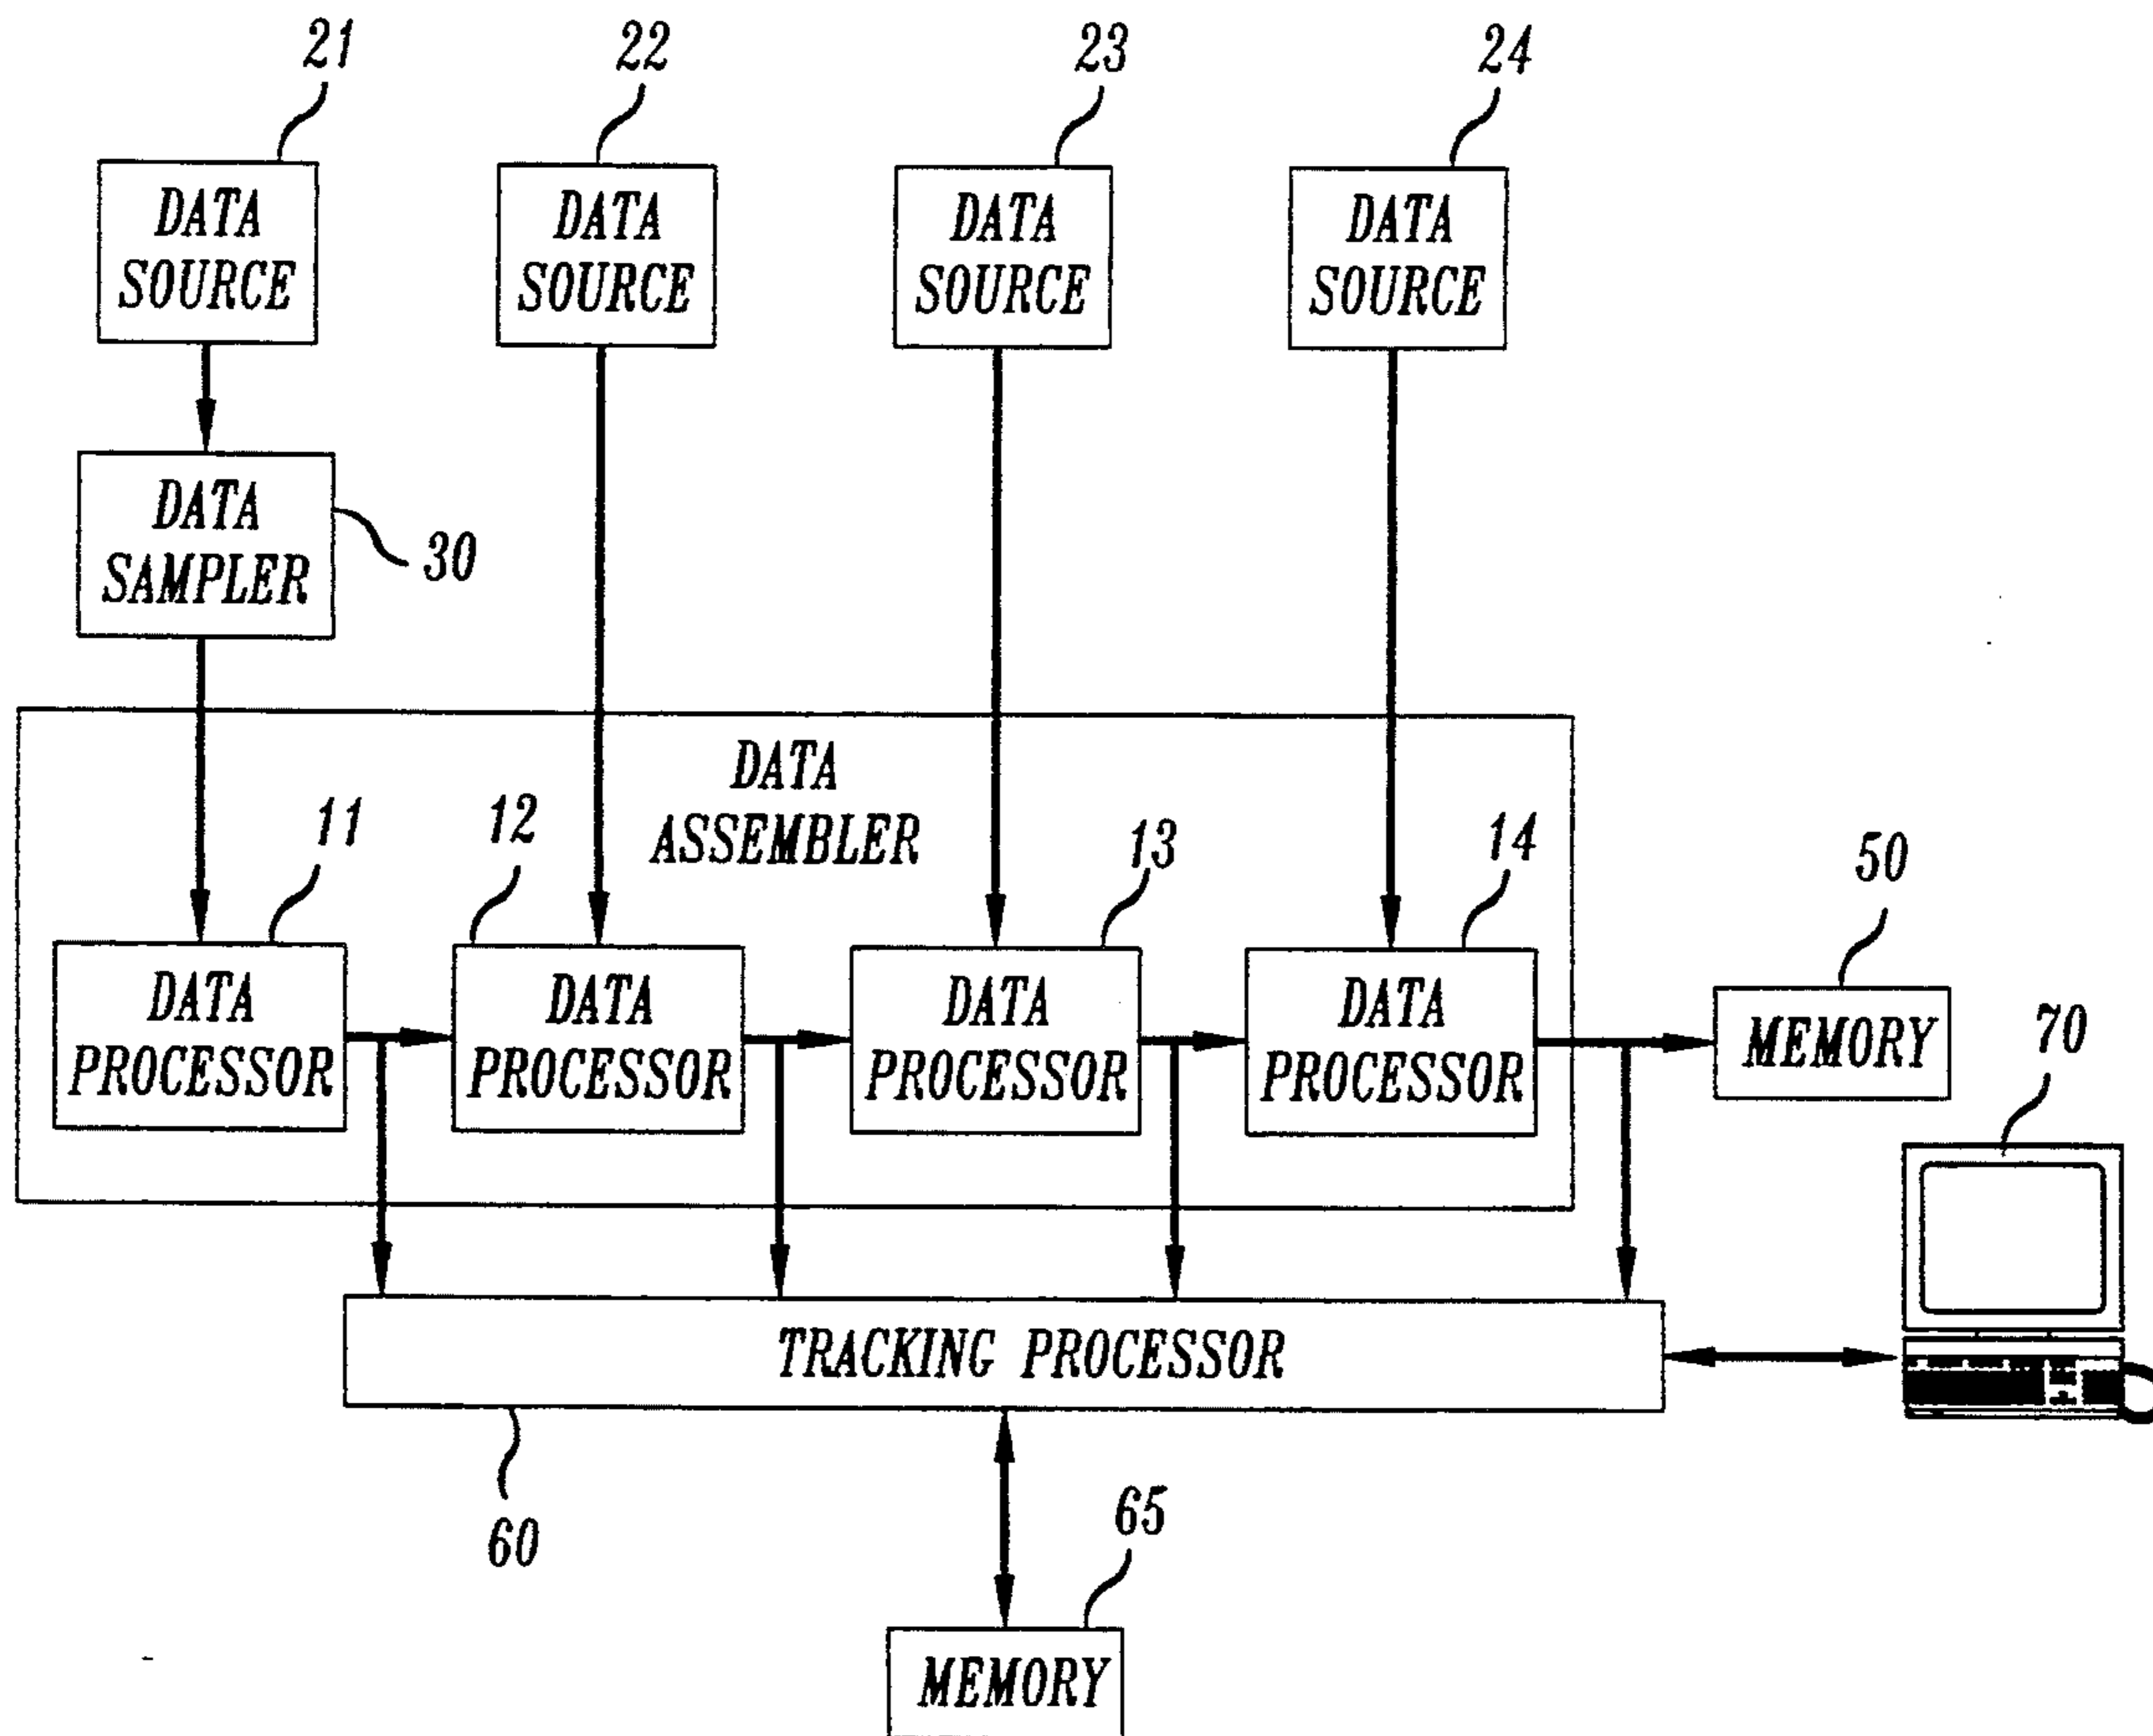 21
22
23
24
DATA
SOURCE
DATA
SOURCE
DATA
SOURCE
DATA
SOURCE
DATA
SAMPLER
30
DATA
ASSEMBLER
11
12
13
14
50
70
DATA
PROCESSOR
DATA
PROCESSOR
DATA
PROCESSOR
DATA
PROCESSOR
MEMORY
TRACKING PROCESSOR
60
65
MEMORY